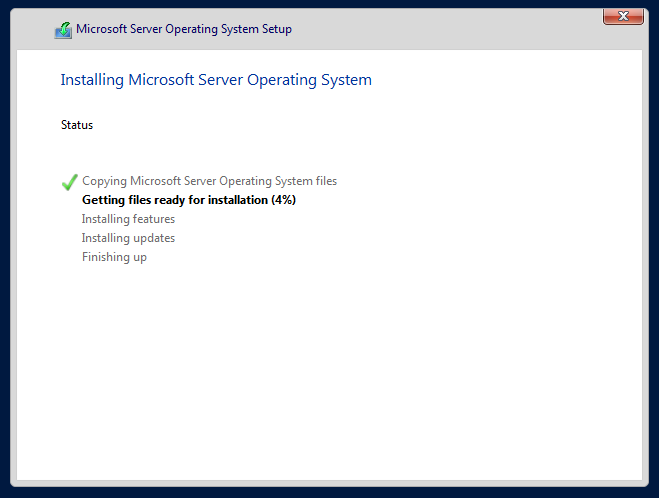 Microsoft Server Operating System Setup
Installing Microsoft Server Operating System
Status
Copying Microsoft Server Operating System files
Getting files ready for installation (4%)
Installing features
Installing updates
Finishing up